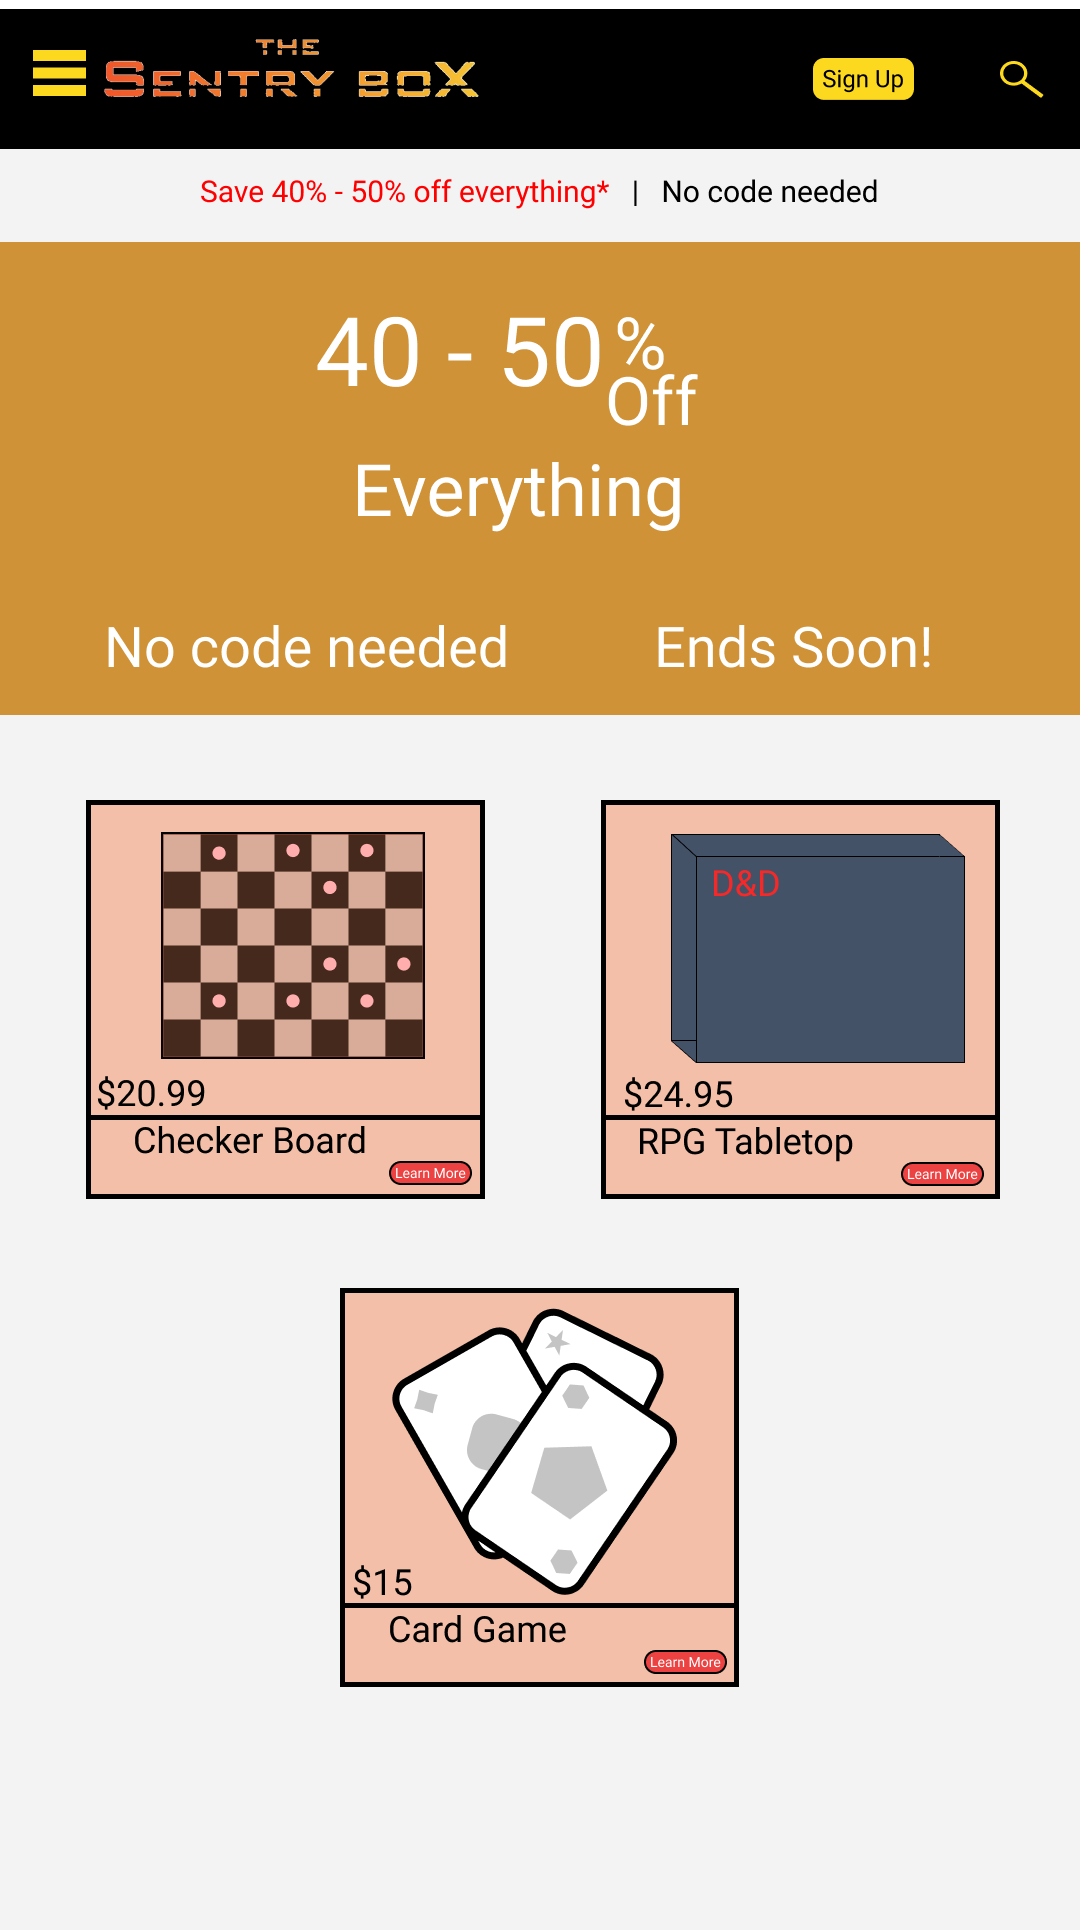 THE
SENTRY BOX
Sign Up
Save 40% - 50% off everything* | No code needed
40 - 50%
Off
Everything
No code needed Ends Soon!
D&D
$20.99
$24.95
Checker Board
RPG Tabletop
Learn More
Learn More
$15
Card Game
Learn More